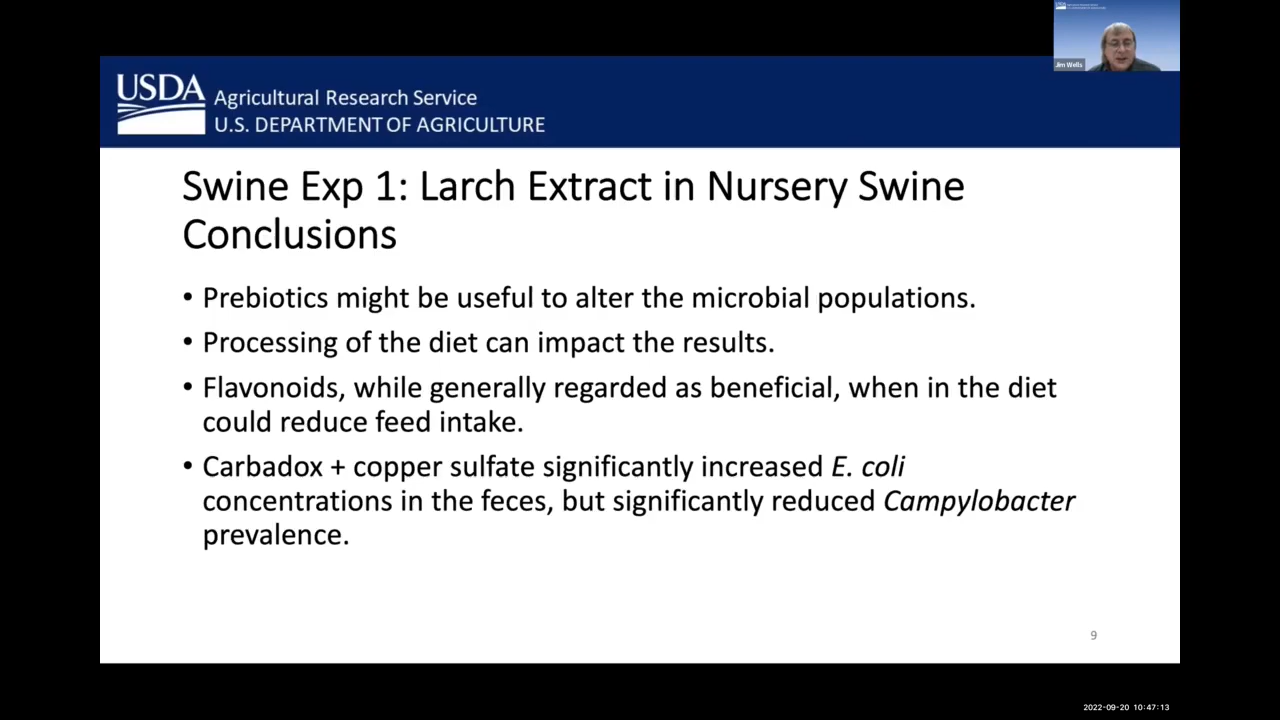 Jim Wells
USDA
Agricultural Research Service
U.S. DEPARTMENT OF AGRICULTURE
Swine Exp 1: Larch Extract in Nursery Swine
Conclusions
• Prebiotics might be useful to alter the microbial populations.
• Processing of the diet can impact the results.
• Flavonoids, while generally regarded as beneficial, when in the diet
could reduce feed intake.
• Carbadox + copper sulfate significantly increased E. coli
concentrations in the feces, but significantly reduced Campylobacter
prevalence.
9
2022-09-20 10:47:13